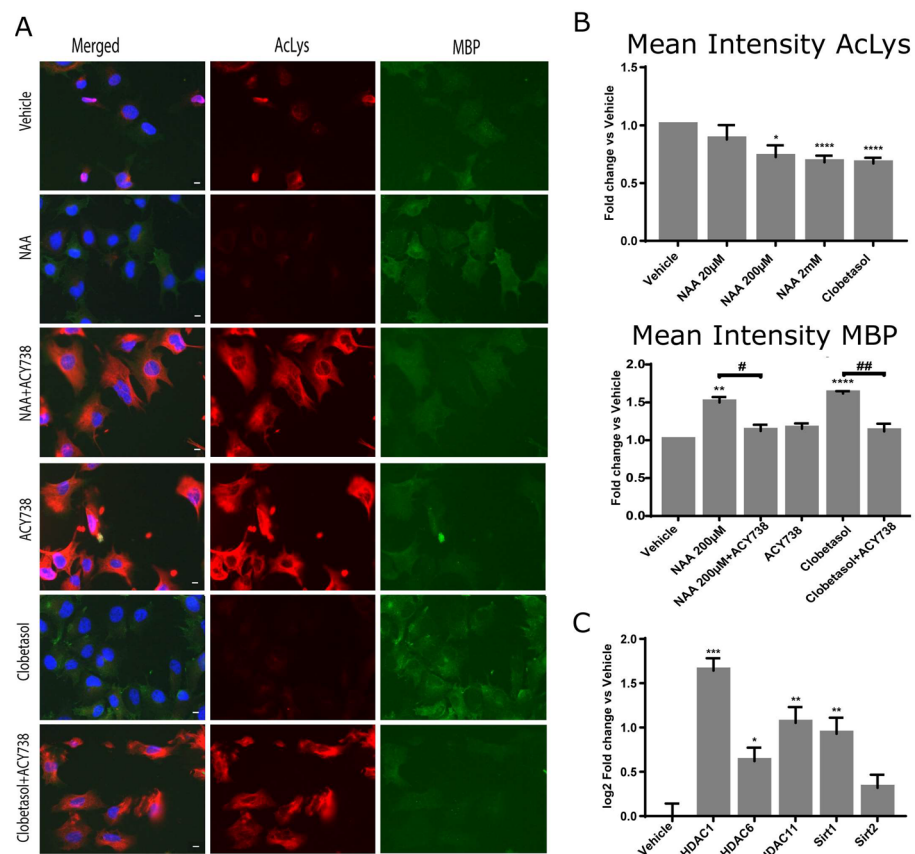 A
Merged
AcLys
MBP
Vehicle
NAA
NAA+ACY738
ACY738
Clobetasol
Clobetasol+ACY738
B
Mean Intensity AcLys
Fold change vs Vehicle
1.5
1.0
0.5
0.0
*
****
****
Vehicle
NAA 20µM
NAA 200µM
NAA 2mM
Clobetasol
Mean Intensity MBP
Fold change vs Vehicle
2.0
1.5
1.0
0.5
0.0
**
#
****
##
Vehicle
NAA 200µM
NAA 200µM+ACY738
ACY738
Clobetasol
Clobetasol+ACY738
C
log2 Fold change vs Vehicle
2.0
1.5
1.0
0.5
0.0
***
*
**
**
Vehicle
HDAC1
HDAC6
HDAC11
Sirt1
Sirt2